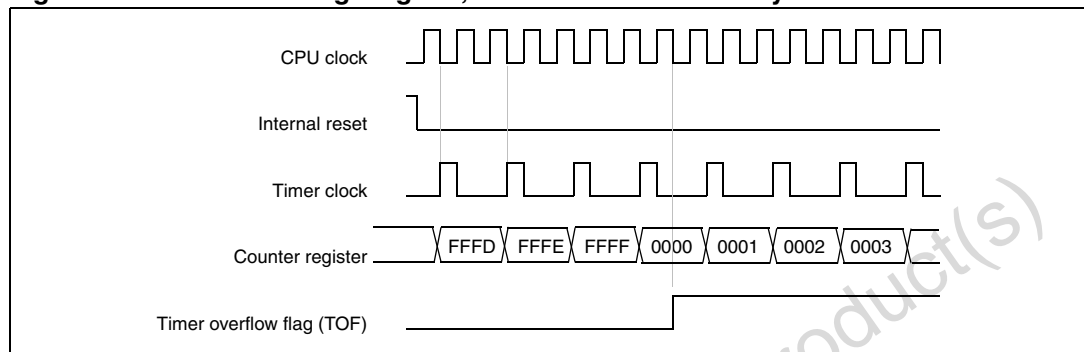 CPU clock
Internal reset
Timer clock
Counter register
FFFD FFFE FFFF 0000 0001 0002 0003
Timer overflow flag (TOF)